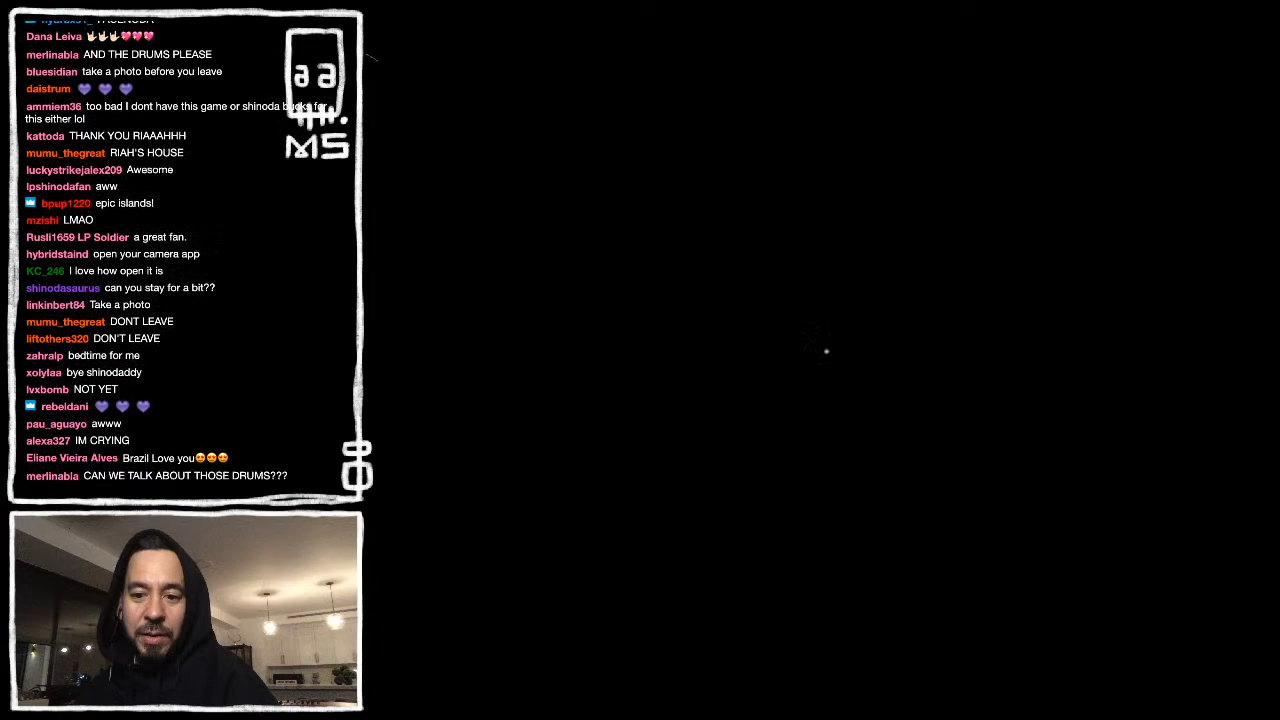 Dana Leiva 🤟🏻🤟🏻🤟🏻💖💖💖
merlinabla AND THE DRUMS PLEASE
bluesidian take a photo before you leave
daistrum 💜 💜 💜
ammiem36 too bad I dont have this game or shinoda bucks for
this either lol
kattoda THANK YOU RIAAAHHH
mumu_thegreat RIAH'S HOUSE
luckystrikejalex209 Awesome
lpshinodafan aww
bpup1220 epic islands!
mzishi LMAO
Rusli1659 LP Soldier a great fan.
hybridstaind open your camera app
KC_246 I love how open it is
shinodasaurus can you stay for a bit??
linkinbert84 Take a photo
mumu_thegreat DONT LEAVE
liftothers320 DON'T LEAVE
zahralp bedtime for me
xolylaa bye shinodaddy
lvxbomb NOT YET
rebeldani 💜 💜 💜
pau_aguayo awww
alexa327 IM CRYING
Eliane Vieira Alves Brazil Love you😍😍😍
merlinabla CAN WE TALK ABOUT THOSE DRUMS???
aa
MS